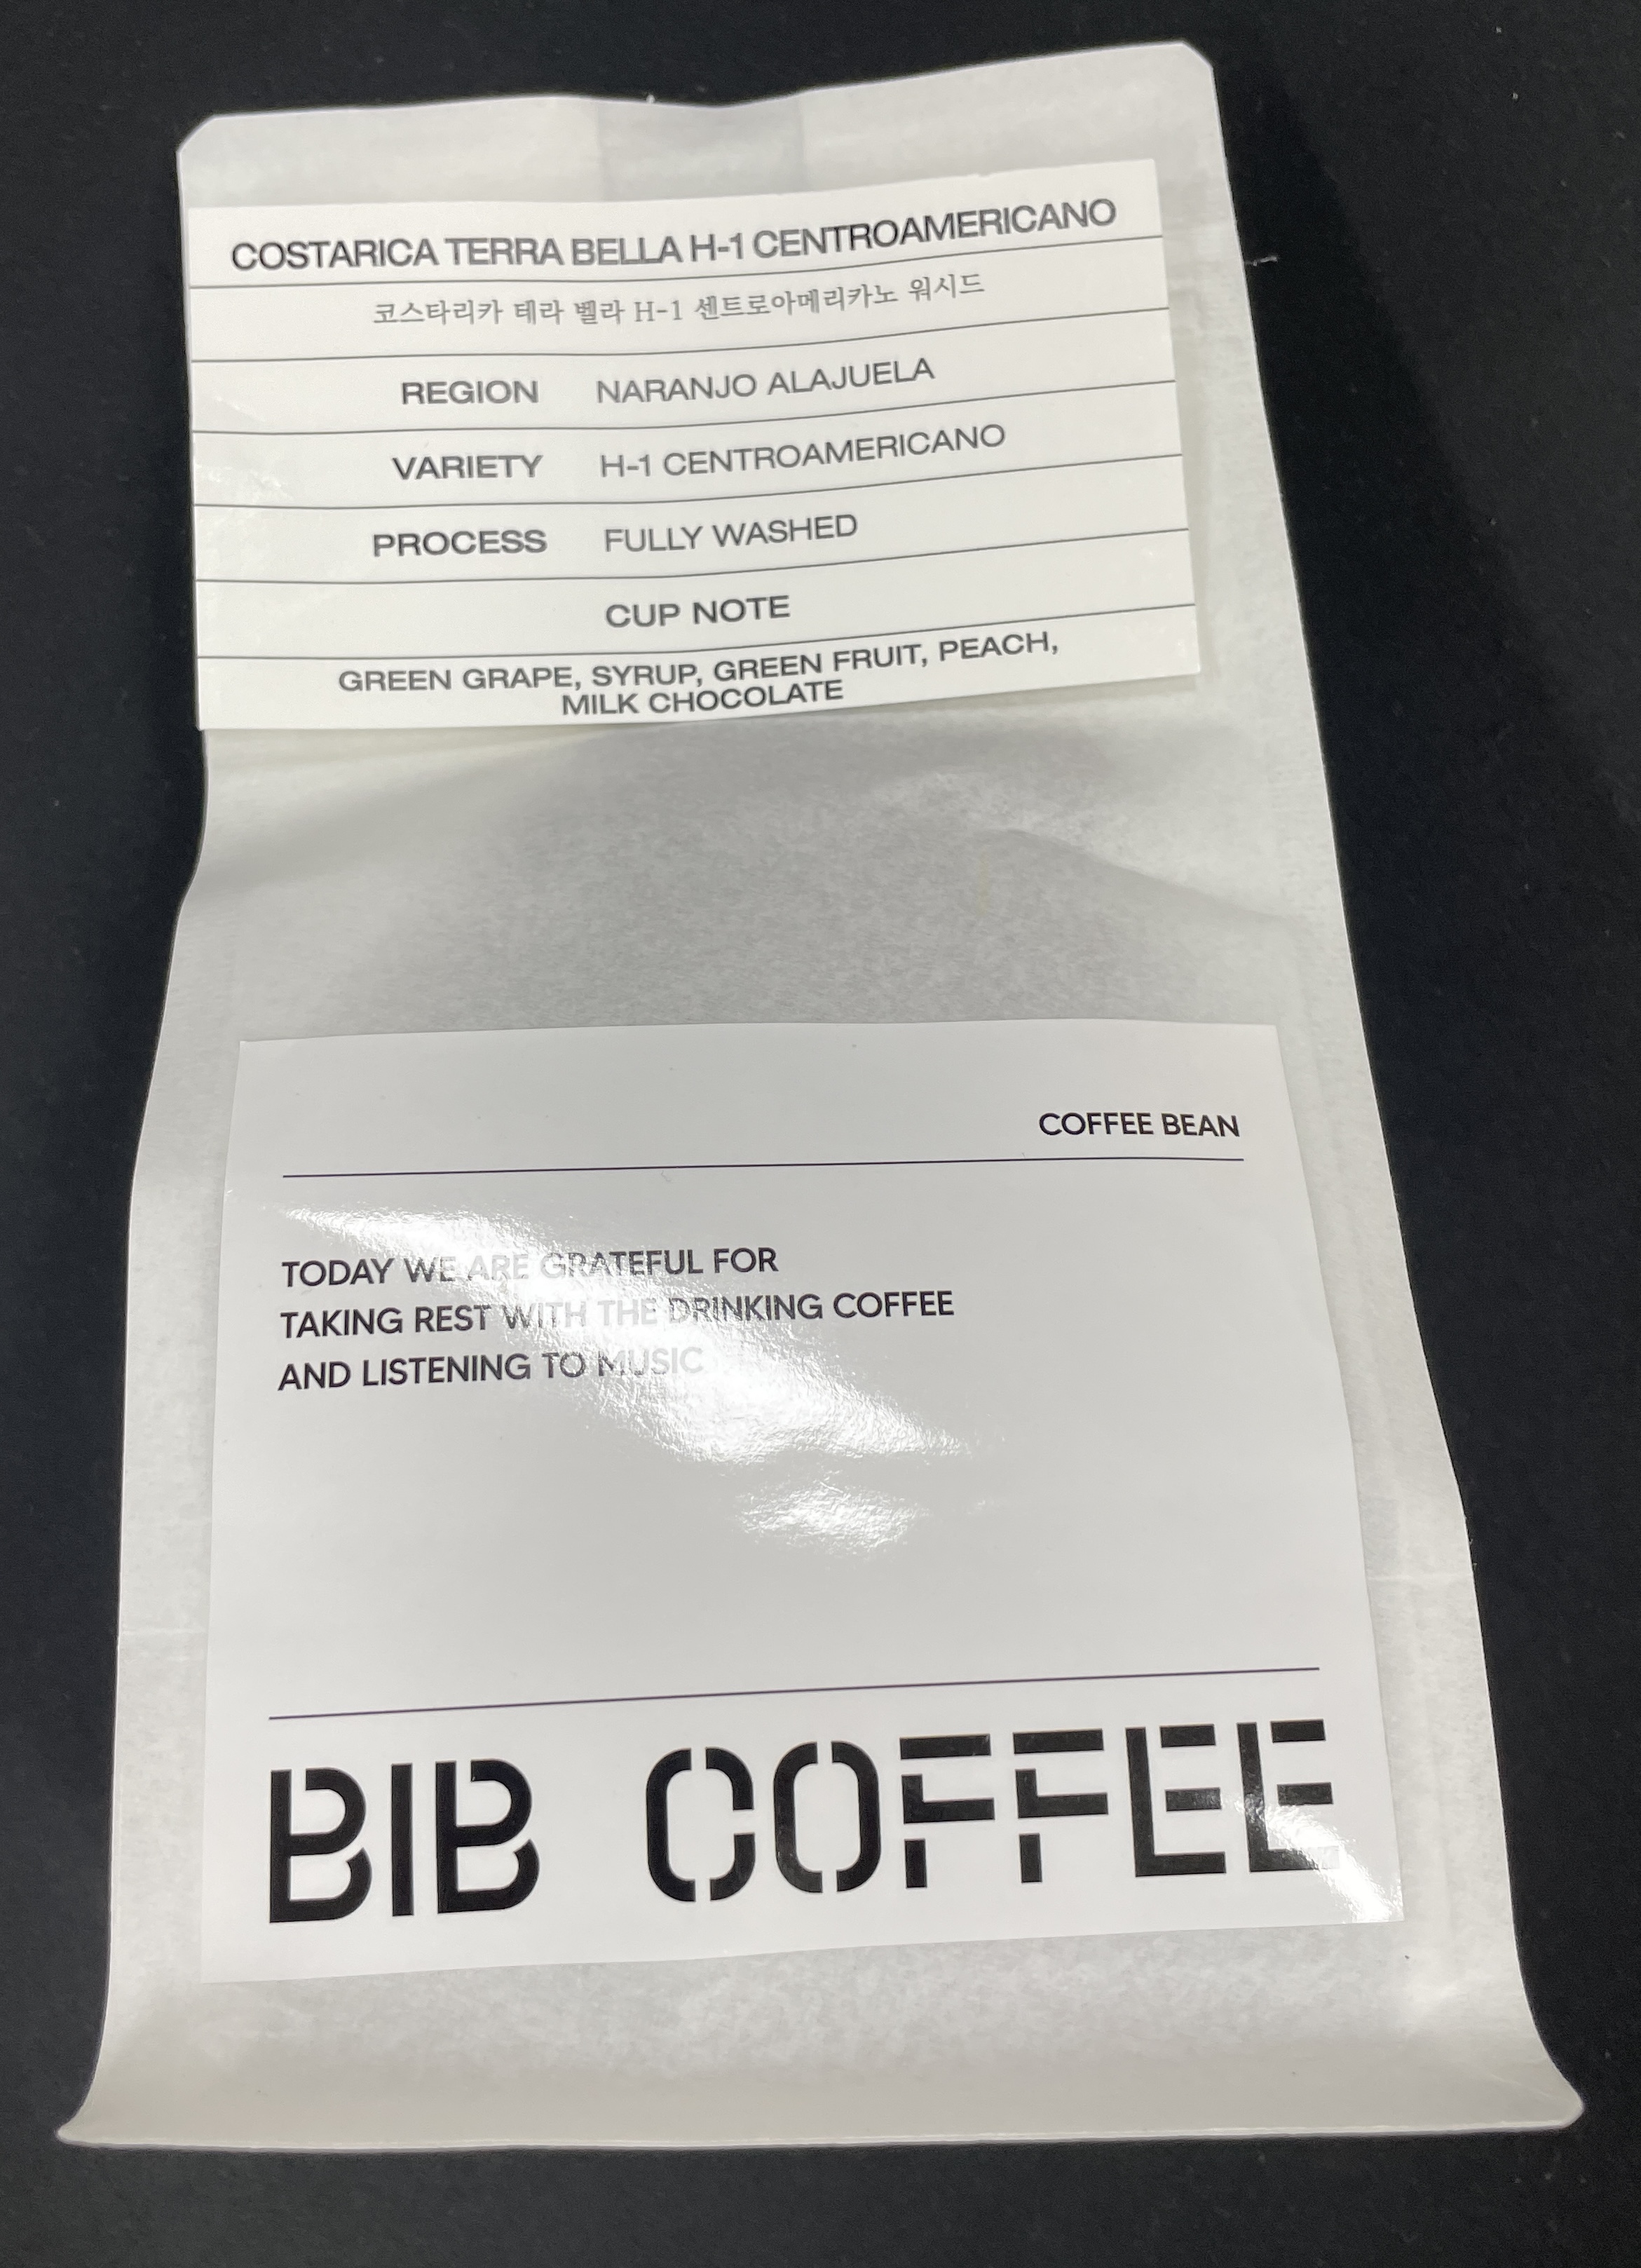 COSTARICA TERRA BELLA H-1 CENTROAMERICANO
코스타리카 테라 벨라 H-1 센트로아메리카노 워시드
REGION NARANJO ALAJUELA
VARIETY H-1 CENTROAMERICANO
PROCESS FULLY WASHED
CUP NOTE
GREEN GRAPE, SYRUP, GREEN FRUIT, PEACH,
MILK CHOCOLATE
COFFEE BEAN
TODAY WE ARE GRATEFUL FOR
TAKING REST WITH THE DRINKING COFFEE
AND LISTENING TO MUSIC
BIB COFFEE